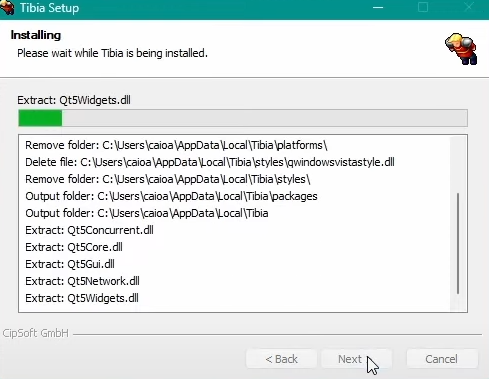 Tibia Setup
Installing
Please wait while Tibia is being installed.
Extract: Qt5Widgets.dll
Remove folder: C:\Users\caioa\AppData\Local\Tibia\platforms\
Delete file: C:\Users\caioa\AppData\Local\Tibia\styles\qwindowsvistastyle.dll
Remove folder: C:\Users\caioa\AppData\Local\Tibia\styles\
Output folder: C:\Users\caioa\AppData\Local\Tibia\packages
Output folder: C:\Users\caioa\AppData\Local\Tibia
Extract: Qt5Concurrent.dll
Extract: Qt5Core.dll
Extract: Qt5Gui.dll
Extract: Qt5Network.dll
Extract: Qt5Widgets.dll
CipSoft GmbH
< Back Next Cancel